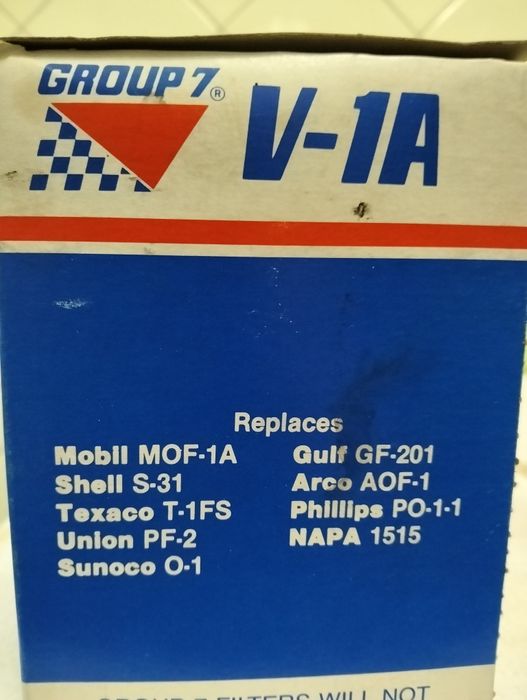 GROUP 7®
V-1A
Replaces
Mobil MOF-1A
Shell S-31
Texaco T-1FS
Union PF-2
Sunoco O-1
Gulf GF-201
Arco AOF-1
Phillips PO-1-1
NAPA 1515
GROUP 7 FILTERS WILL NOT